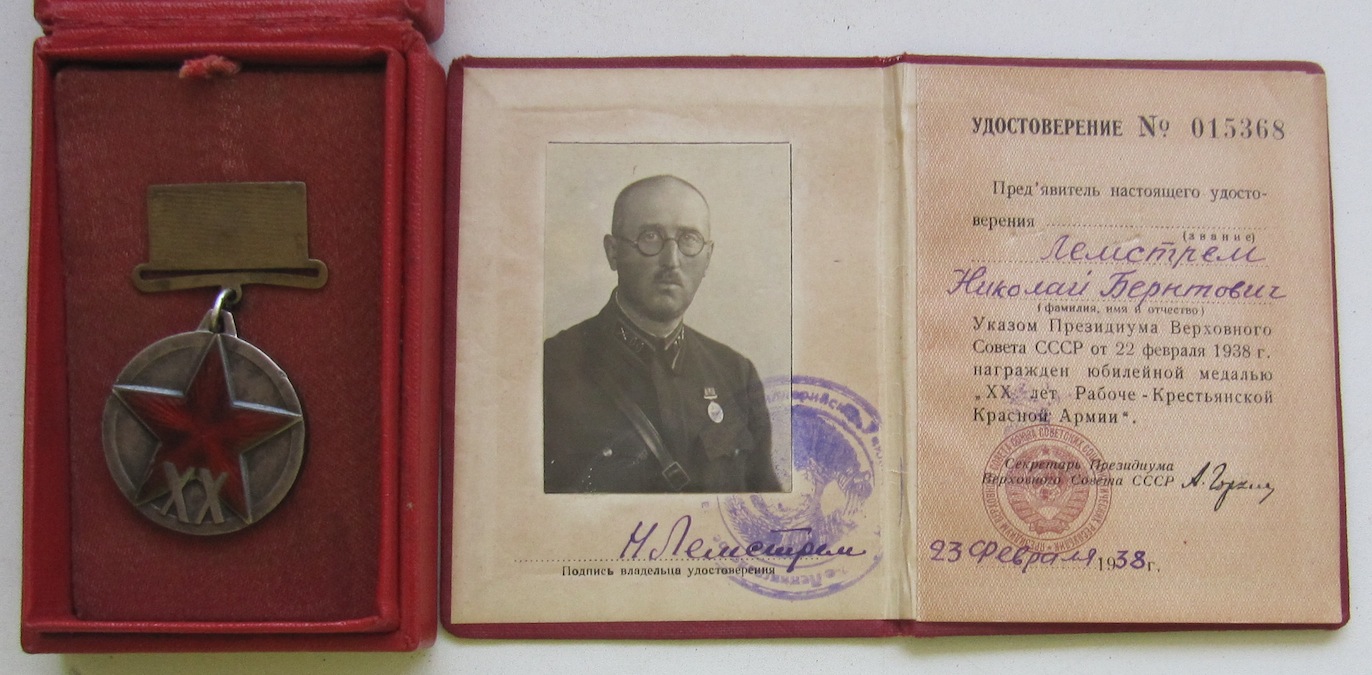 XX
Н Лемстрем
Подпись владельца удостоверения
УДОСТОВЕРЕНИЕ № 015368
Пред'явитель настоящего удосто-
верения
(звание)
Лемстрем
Николай Бернтович
(фамилия, имя и отчество)
Указом Президиума Верховного
Совета СССР от 22 февраля 1938 г.
награжден юбилейной медалью
„XX лет Рабоче-Крестьянской
Красной Армии“.
Секретарь Президиума
Верховного Совета СССР А. Горкин
23 Февраля 1938 г.